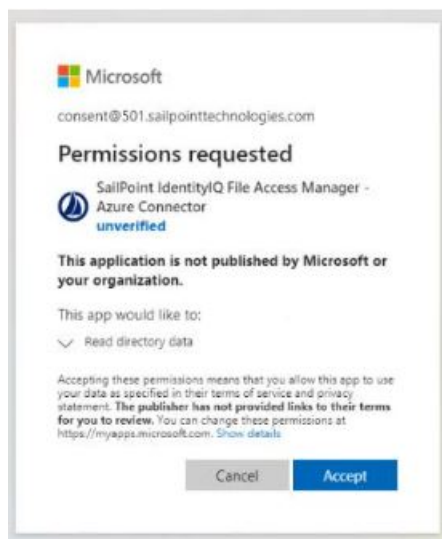 Microsoft
consent@501.sailpointtechnologies.com
Permissions requested
SailPoint IdentityIQ File Access Manager -
Azure Connector
unverified
This application is not published by Microsoft or
your organization.
This app would like to:
Read directory data
Accepting these permissions means that you allow this app to use
your data as specified in their terms of service and privacy
statement. The publisher has not provided links to their terms
for you to review. You can change these permissions at
https://myapps.microsoft.com. Show details
Cancel Accept